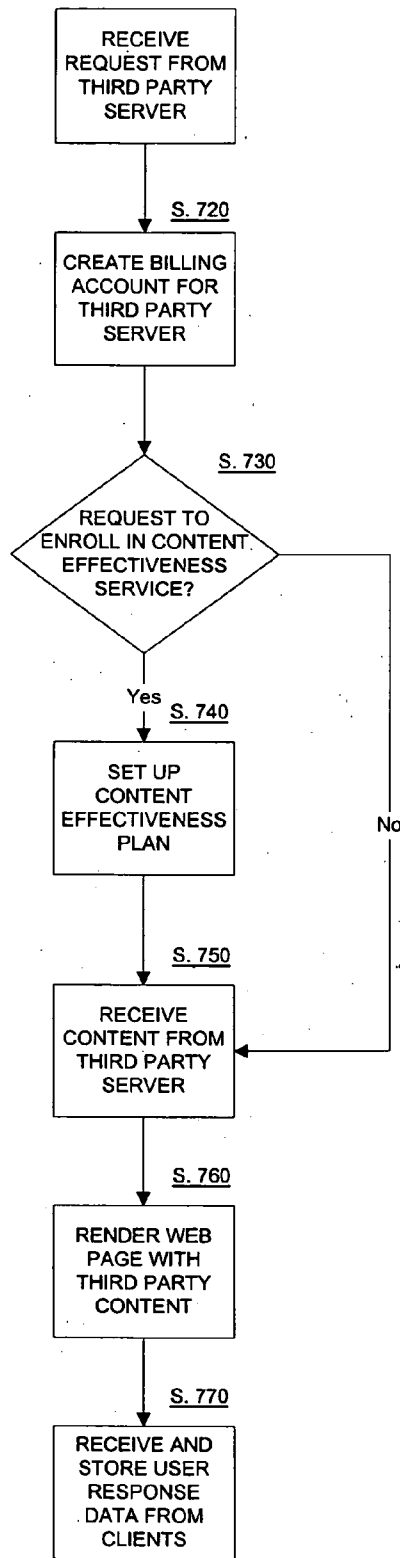 RECEIVE
REQUEST FROM
THIRD PARTY
SERVER
S. 720
CREATE BILLING
ACCOUNT FOR
THIRD PARTY
SERVER
S. 730
REQUEST TO
ENROLL IN CONTENT
EFFECTIVENESS
SERVICE?
Yes
S. 740
SET UP
CONTENT
EFFECTIVENESS
PLAN
No
S. 750
RECEIVE
CONTENT FROM
THIRD PARTY
SERVER
S. 760
RENDER WEB
PAGE WITH
THIRD PARTY
CONTENT
S. 770
RECEIVE AND
STORE USER
RESPONSE
DATA FROM
CLIENTS